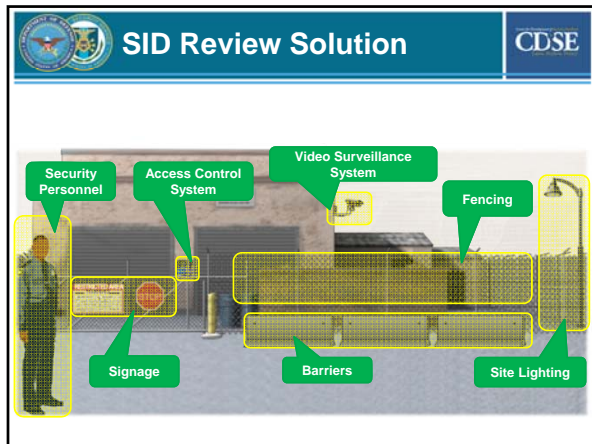 SID Review Solution
CDSE
Security
Personnel
Access Control
System
Video Surveillance
System
Fencing
Signage
Barriers
Site Lighting